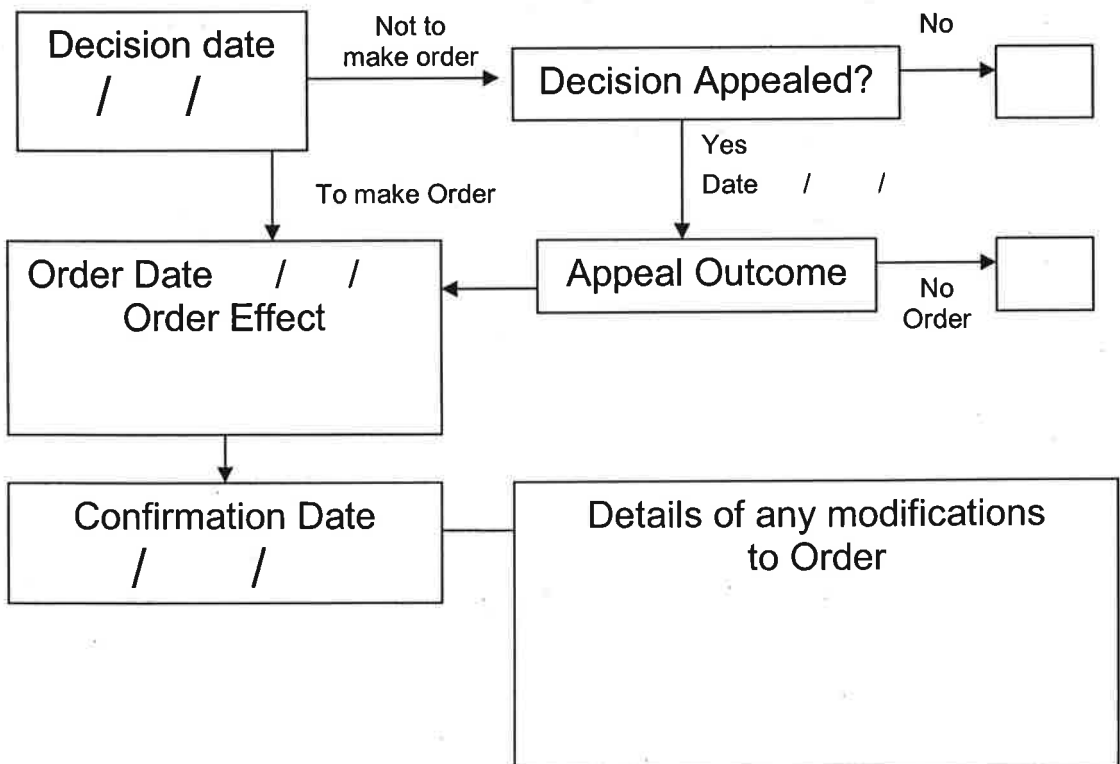 Decision date
/ /
Not to
make order
Decision Appealed?
No
Yes
Date / /
To make Order
Order Date / /
Order Effect
Appeal Outcome
No
Order
Confirmation Date
/ /
Details of any modifications
to Order